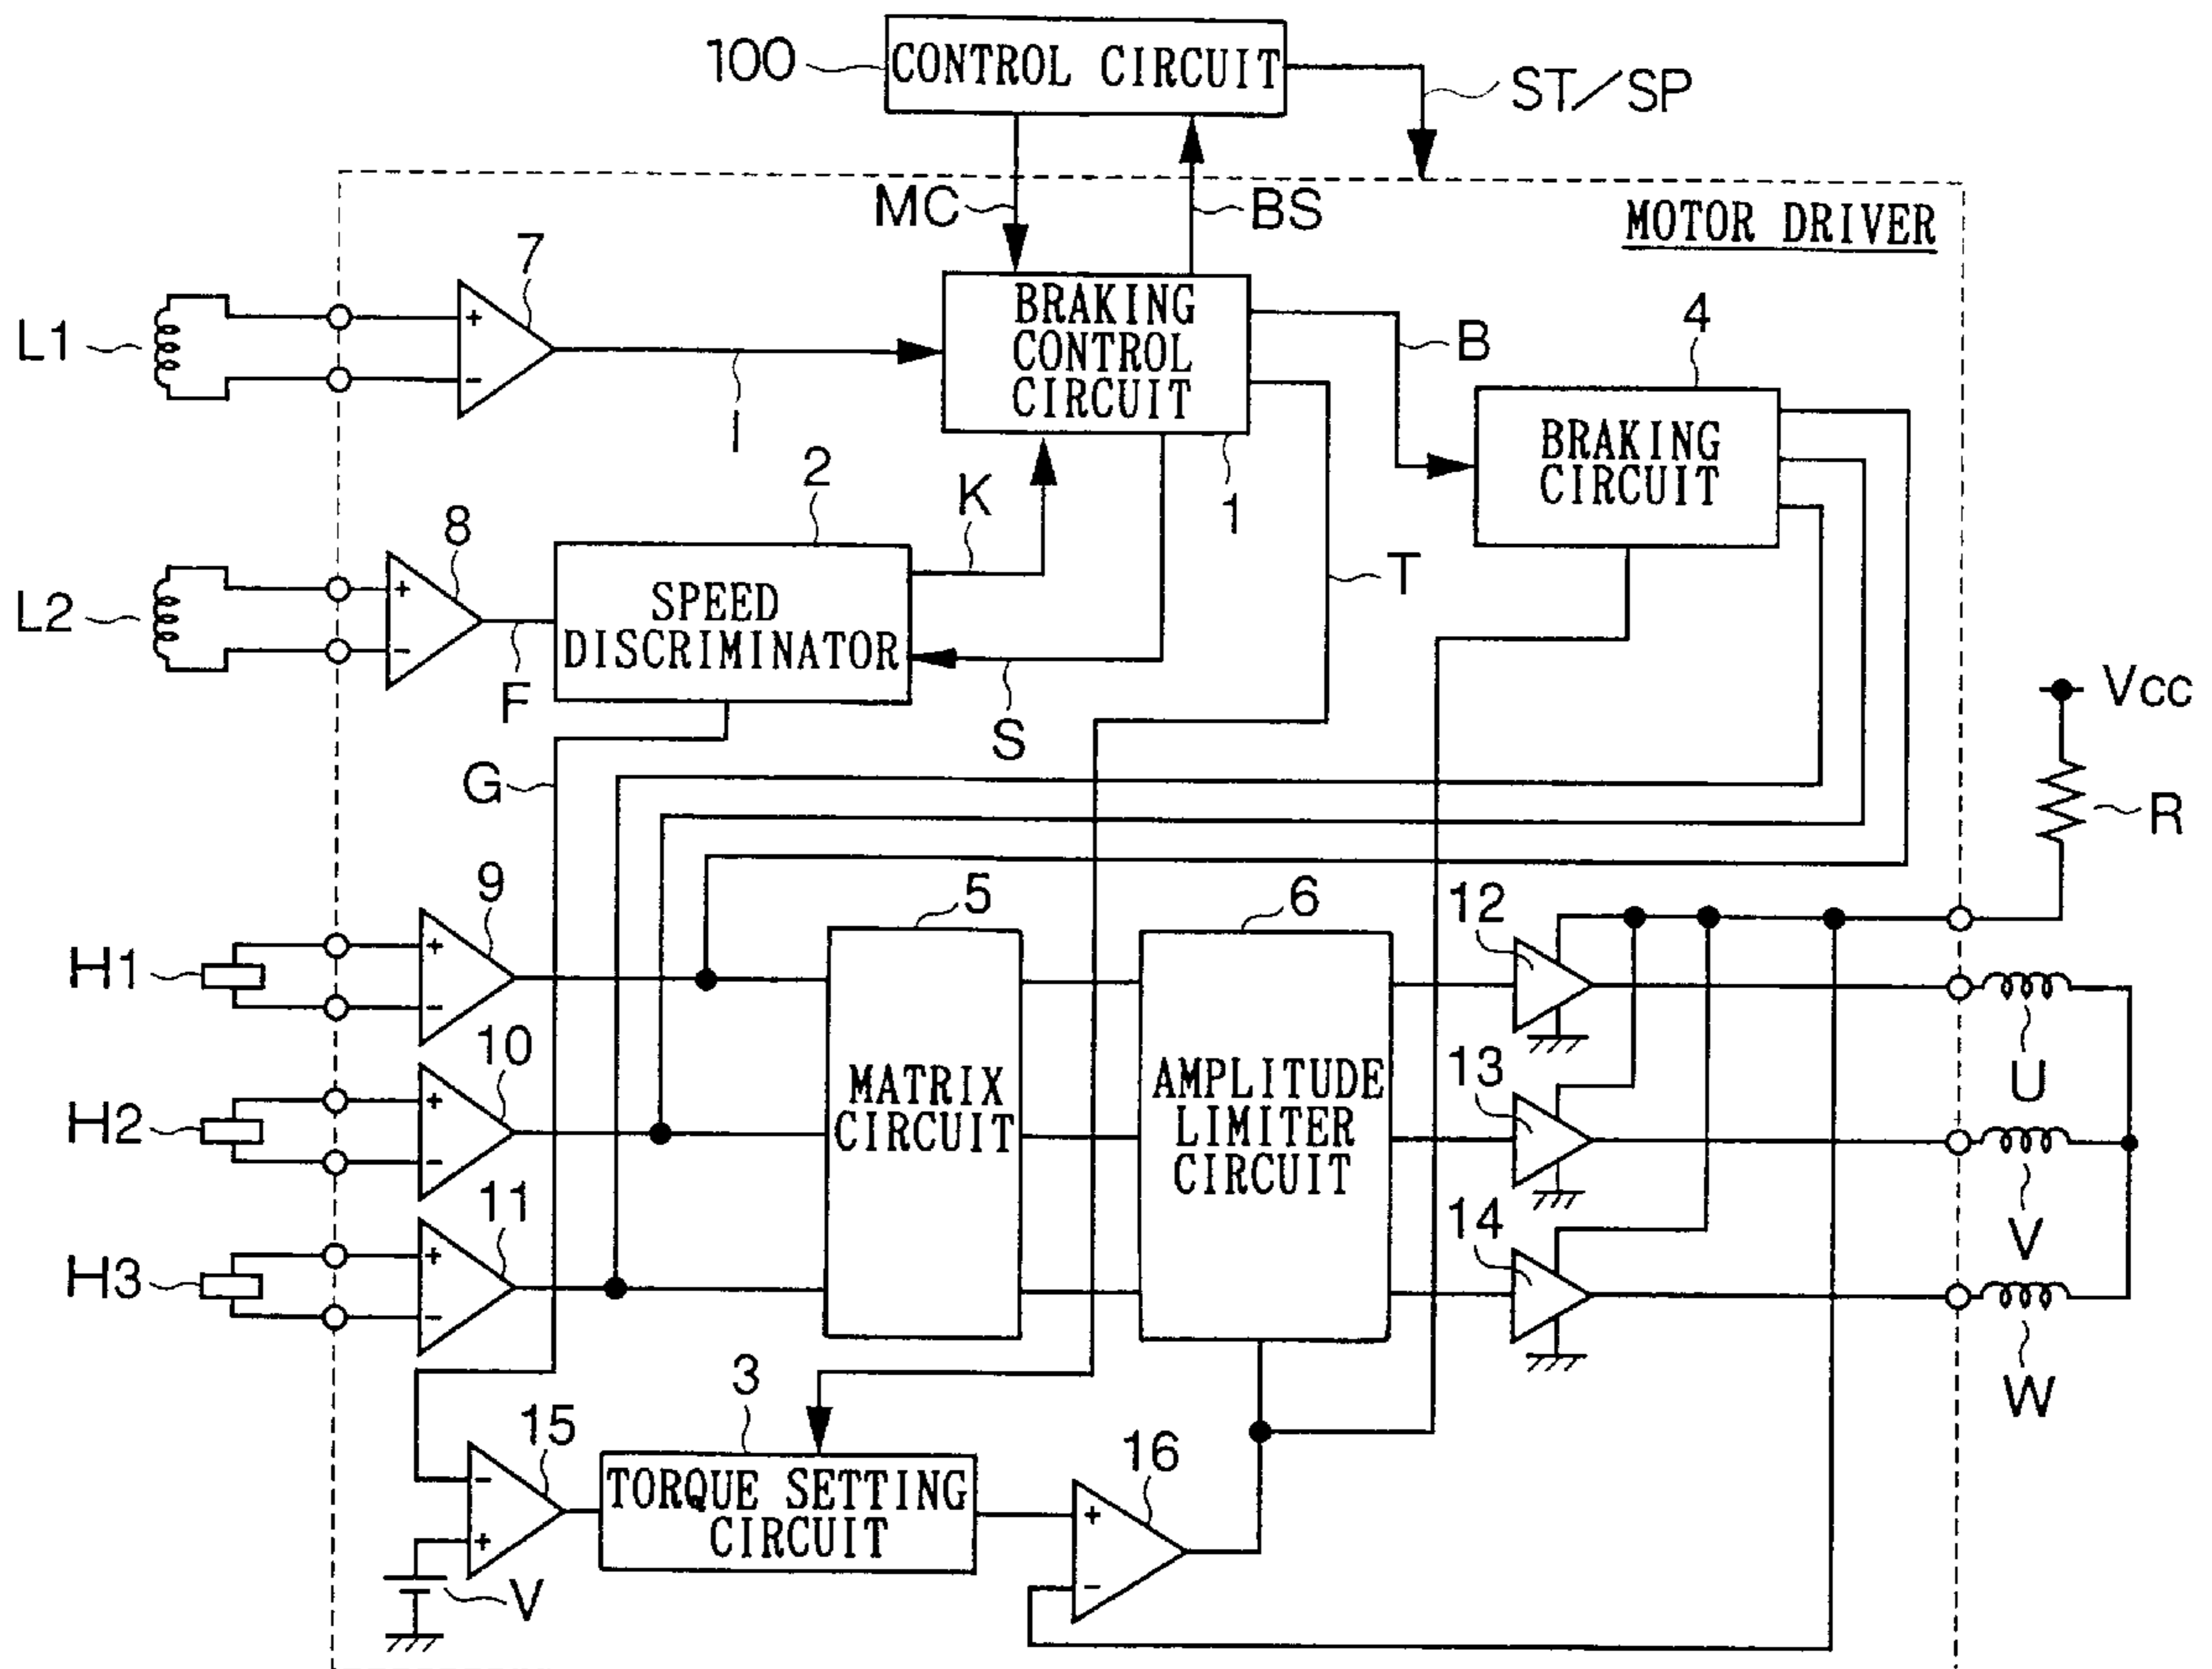 100
CONTROL CIRCUIT
ST/SP
MC
BS
MOTOR DRIVER
7
L1
+
-
I
BRAKING
CONTROL
CIRCUIT
1
B
4
BRAKING
CIRCUIT
2
K
8
L2
+
-
F
SPEED
DISCRIMINATOR
S
T
Vcc
G
R
9
5
6
12
H1
+
-
U
10
H2
+
-
MATRIX
CIRCUIT
AMPLITUDE
LIMITER
CIRCUIT
13
V
11
H3
+
-
14
W
3
15
-
+
V
TORQUE SETTING
CIRCUIT
16
+
-